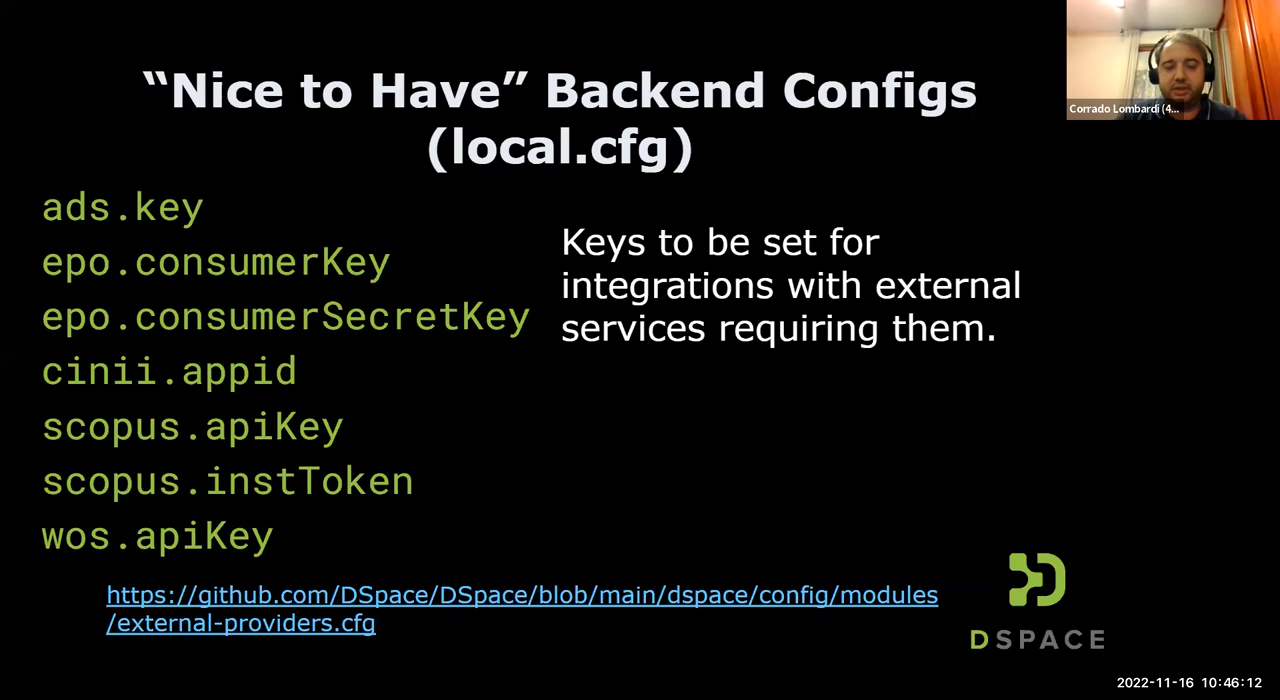 “Nice to Have” Backend Configs
(local.cfg)
ads.key
epo.consumerKey
epo.consumerSecretKey
cinii.appid
scopus.apiKey
scopus.instToken
wos.apiKey
Keys to be set for
integrations with external
services requiring them.
https://github.com/DSpace/DSpace/blob/main/dspace/config/modules
/external-providers.cfg
DSPACE
Corrado Lombardi (4...
2022-11-16 10:46:12